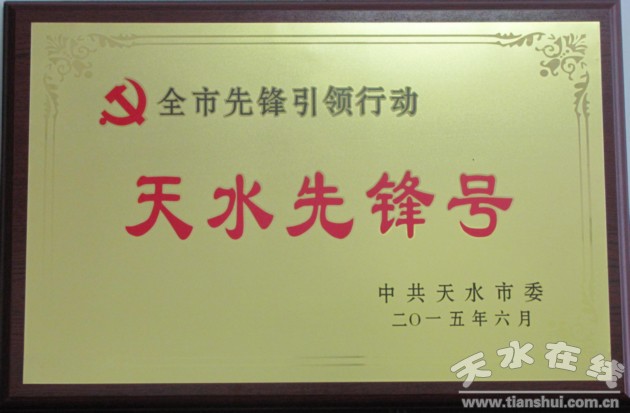 全市先锋引领行动
天水先锋号
中共天水市委
二〇一五年六月
天水在线
www.tianshui.com.cn